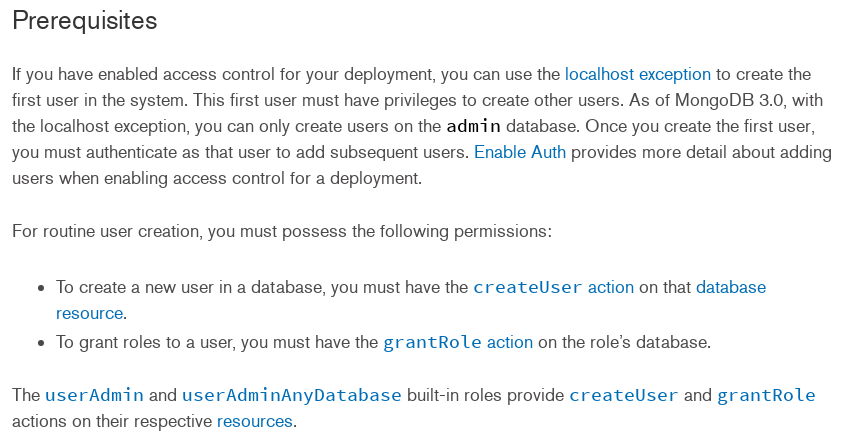 Prerequisites
If you have enabled access control for your deployment, you can use the localhost exception to create the
first user in the system. This first user must have privileges to create other users. As of MongoDB 3.0, with
the localhost exception, you can only create users on the admin database. Once you create the first user,
you must authenticate as that user to add subsequent users. Enable Auth provides more detail about adding
users when enabling access control for a deployment.
For routine user creation, you must possess the following permissions:
• To create a new user in a database, you must have the createUser action on that database
resource.
• To grant roles to a user, you must have the grantRole action on the role’s database.
The userAdmin and userAdminAnyDatabase built-in roles provide createUser and grantRole
actions on their respective resources.